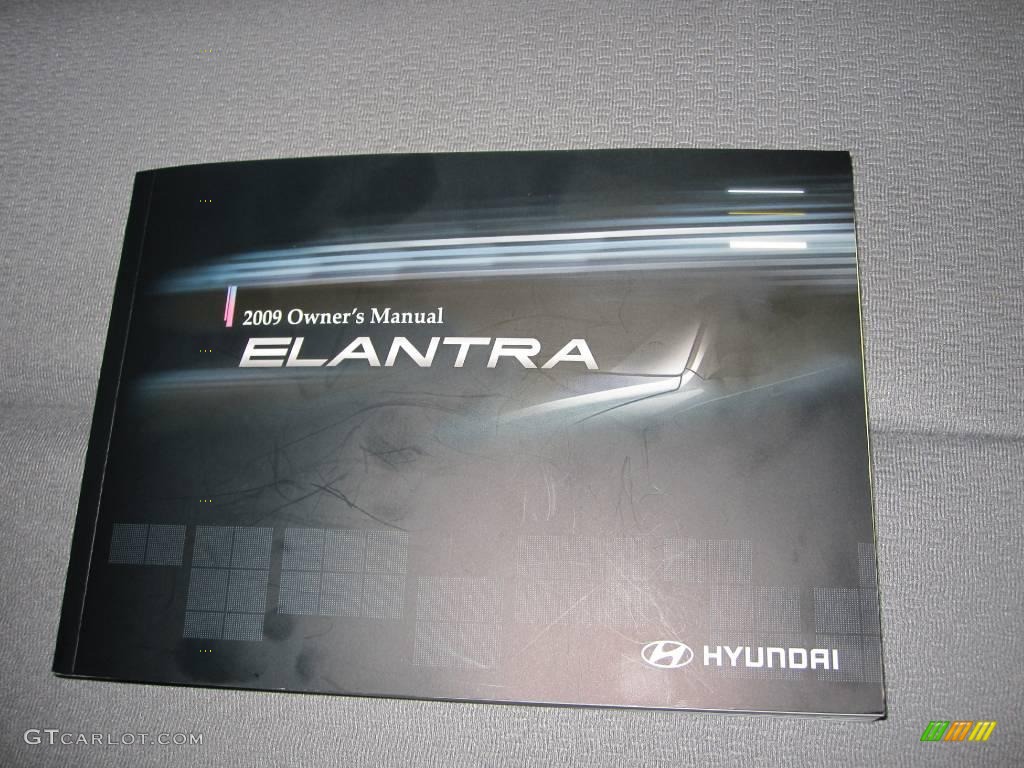 2009 Owner's Manual
ELANTRA
HYUNDAI
GTCARLOT.COM